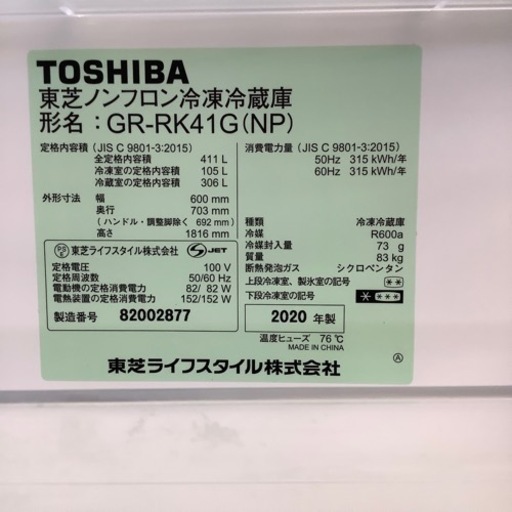 TOSHIBA
東芝ノンフロン冷凍冷蔵庫
形名：GR-RK41G(NP)
定格内容積（JIS C 9801-3:2015）
全定格内容積 411 L
冷凍室の定格内容積 105 L
冷蔵室の定格内容積 306 L
外形寸法 幅 600 mm
奥行 703 mm
（ハンドル・調整脚除く 692 mm）
高さ 1816 mm
PS E 東芝ライフスタイル株式会社 S JET
定格電圧 100 V
定格周波数 50/60 Hz
電動機の定格消費電力 82/ 82 W
電熱装置の定格消費電力 152/152 W
製造番号 82002877
消費電力量（JIS C 9801-3:2015）
50Hz 315 kWh/年
60Hz 315 kWh/年
種類 冷凍冷蔵庫
冷媒 R600a
冷媒封入量 73 g
質量 83 kg
断熱発泡ガス シクロペンタン
上段冷凍室、製氷室の記号
下段冷凍室の記号
2020 年製
温度ヒューズ 76℃
MADE IN CHINA
Ⓐ
東芝ライフスタイル株式会社